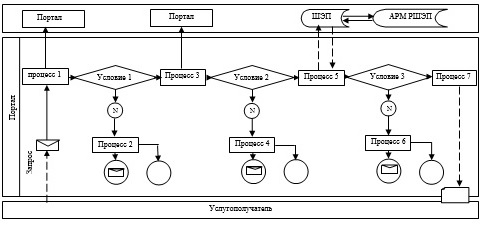 Портал
Портал
ШЭП
АРМ РШЭП
Портал
процесс 1
Условие 1
Процесс 3
Условие 2
Процесс 5
Условие 3
Процесс 7
N
N
N
Процесс 2
Процесс 4
Процесс 6
Запрос
Услугополучатель